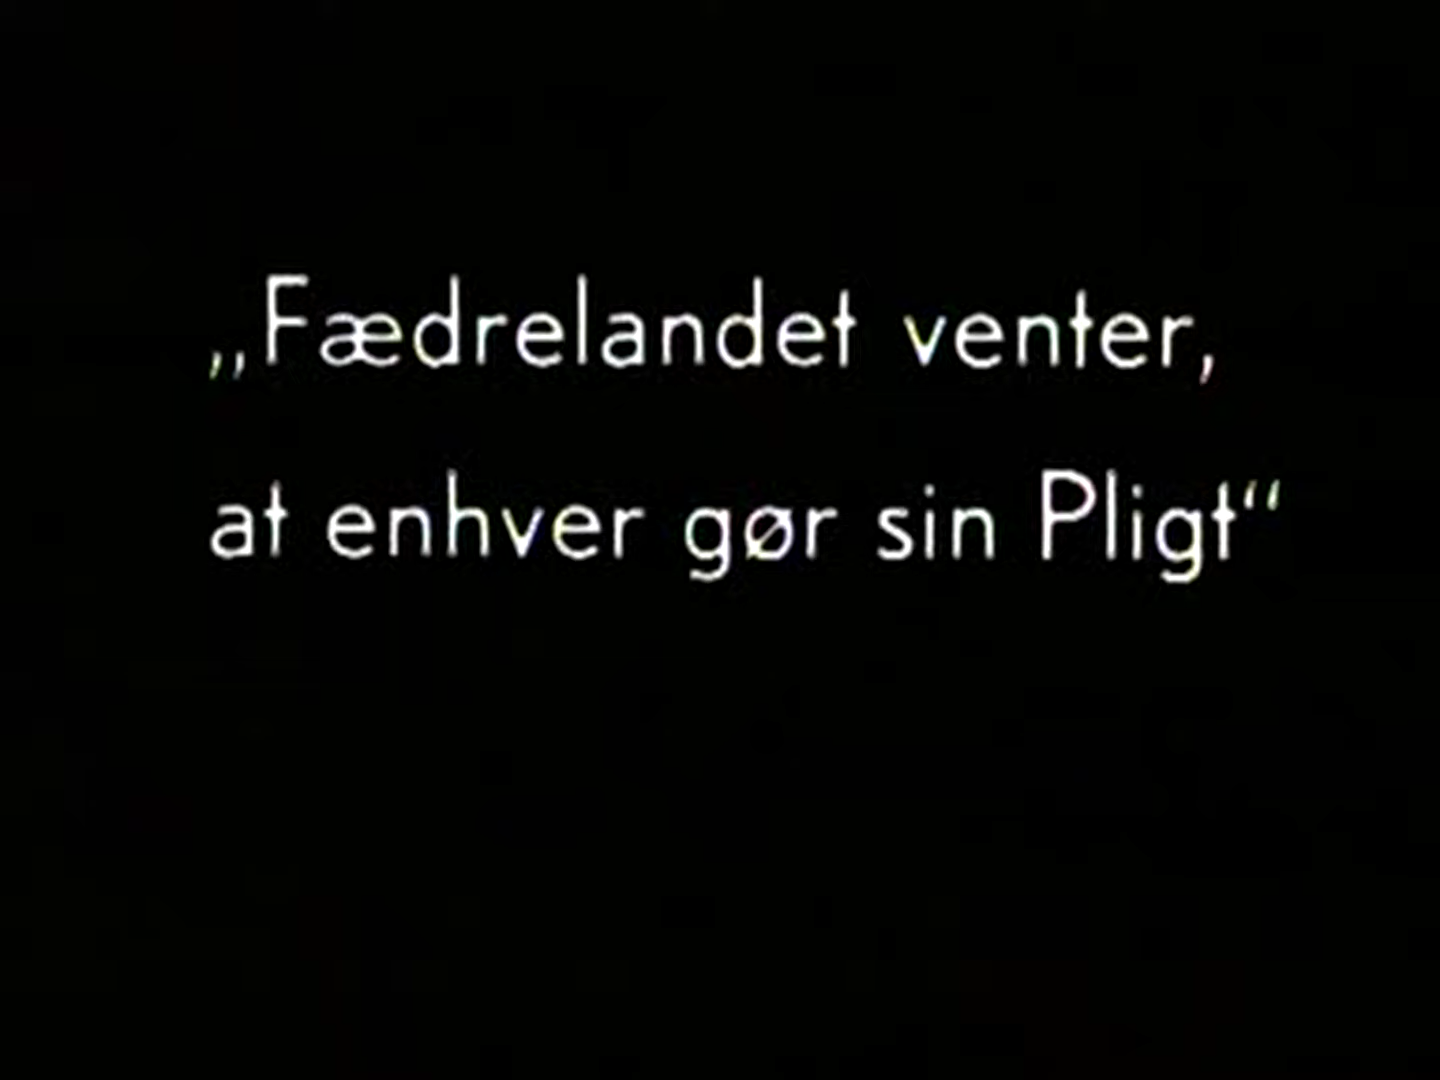 „Fædrelandet venter,
at enhver gør sin Pligt“